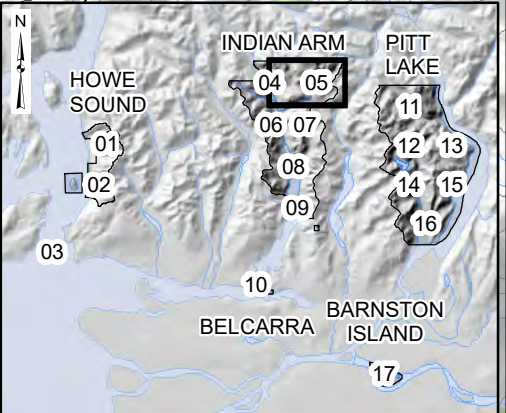 N
INDIAN ARM
PITT
LAKE
HOWE
SOUND
04 05
11
06 07
01
12 13
08
02
14 15
09
16
03
10
BARNSTON
ISLAND
BELCARRA
17